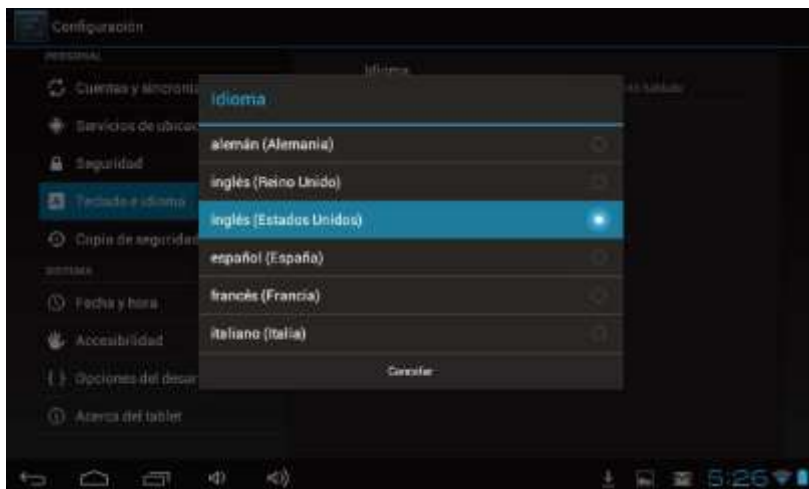 Configuración
PERSONAL
Cuentas y sincroni
Servicios de ubicac
Seguridad
Teclado e idioma
Copia de seguridad
SISTEMA
Fecha y hora
Accesibilidad
{ } Opciones del desar
Acerca del tablet
Idioma
Idioma
alemán (Alemania)
inglés (Reino Unido)
inglés (Estados Unidos)
español (España)
francés (Francia)
italiano (Italia)
Cancelar
5:26